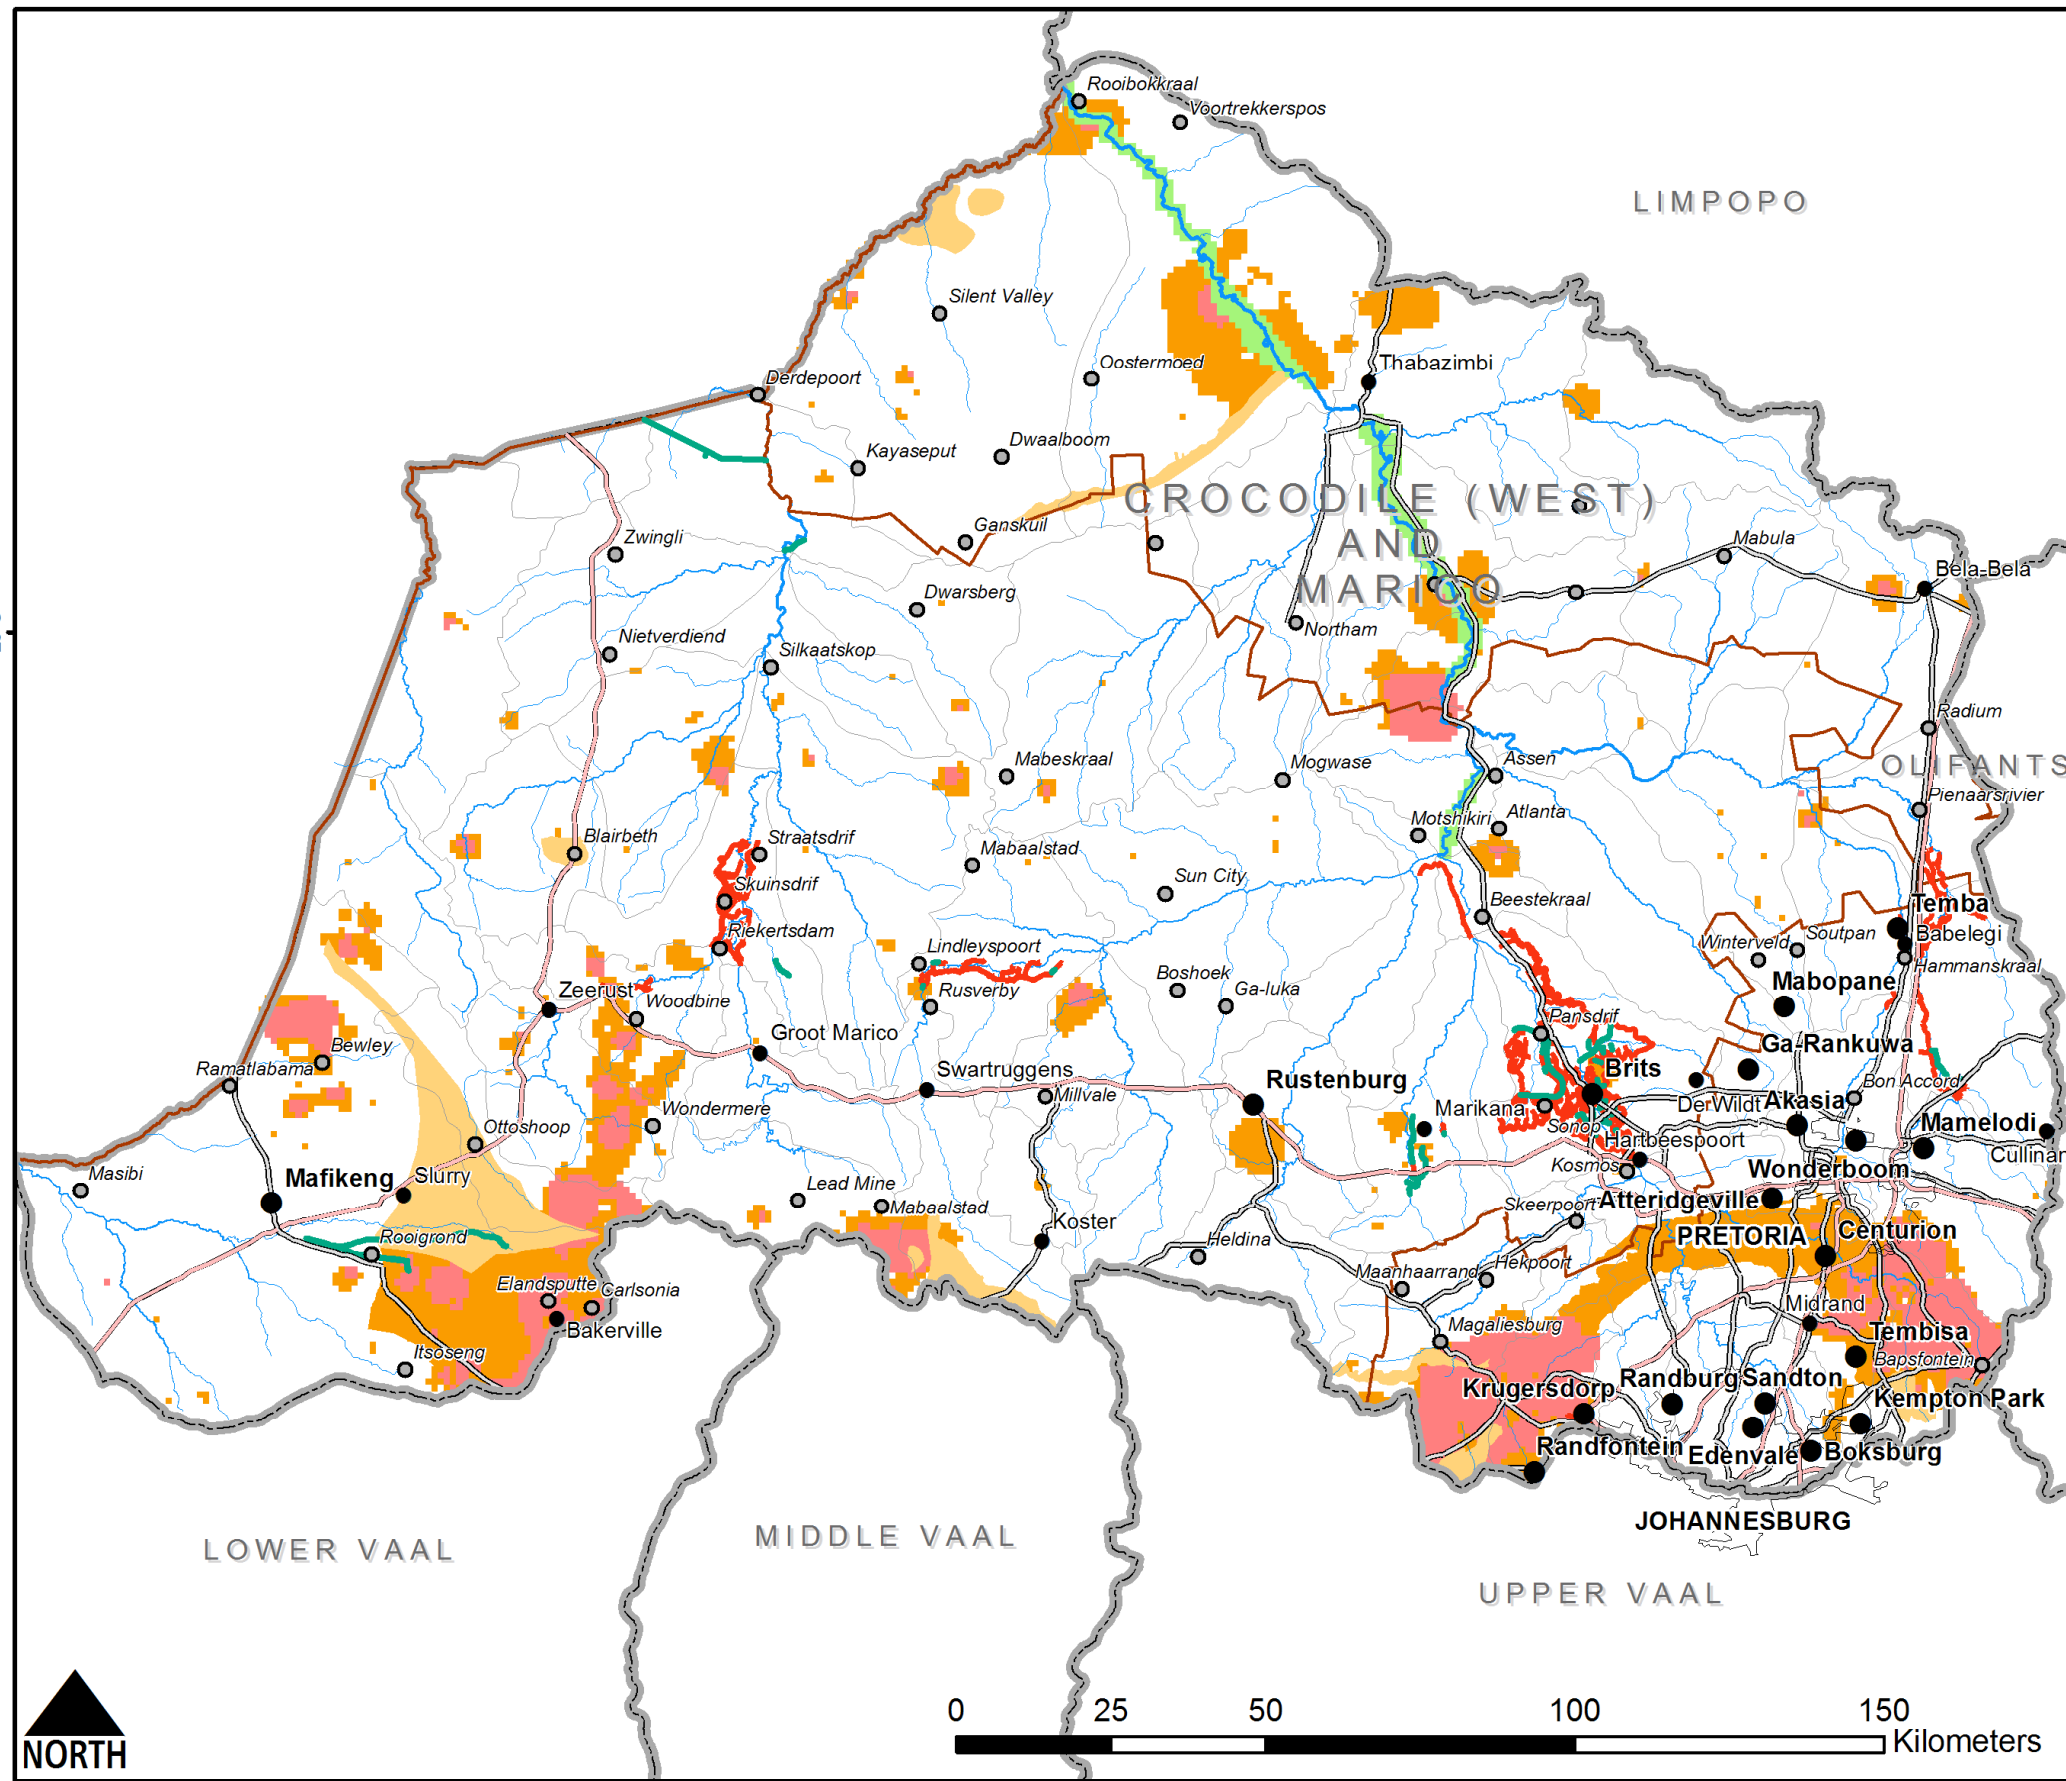 Rooibokkraal
Voortrekkerspos
LIMPOPO
Silent Valley
Oostermoed
Thabazimbi
Derdepoort
Kayaseput
Dwaalboom
CROCODILE (WEST)
AND
MARICO
Ganskuil
Zwingli
Mabula
Bela-Bela
Dwarsberg
Northam
Nietverdiend
Silkaatskop
Radium
OLIFANTS
Mabeskraal
Mogwase
Assen
Pienaarsrivier
Motshikiri
Atlanta
Blairbeth
Straatsdrif
Mabaalstad
Sun City
Skuinsdrif
Beestekraal
Temba
Riekertsdam
Lindleyspoort
Winterveld
Soutpan
Babelegi
Hammanskraal
Zeerust
Woodbine
Rusverby
Boshoek
Ga-luka
Mabopane
Pansdrif
Groot Marico
Bewley
Ramatlabama
Ga-Rankuwa
Swartruggens
Rustenburg
Brits
Millvale
Bon Accord
Wondermere
Marikana
De Wildt
Akasia
Ottoshoop
Sonop
Hartbeespoort
Mamelodi
Cullinan
Masibi
Mafikeng
Slurry
Kosmos
Wonderboom
Lead Mine
Mabaalstad
Skeerpoort
Atteridgeville
Koster
Rooigrond
Heldina
PRETORIA
Centurion
Maanhaarrand
Hekpoort
Elandsputte
Carlsonia
Bakerville
Midrand
Magaliesburg
Tembisa
Itsoseng
Bapsfontein
Krugersdorp
Randburg
Sandton
Kempton Park
Randfontein
Edenvale
Boksburg
JOHANNESBURG
LOWER VAAL
MIDDLE VAAL
UPPER VAAL
0 25 50 100 150
Kilometers
NORTH